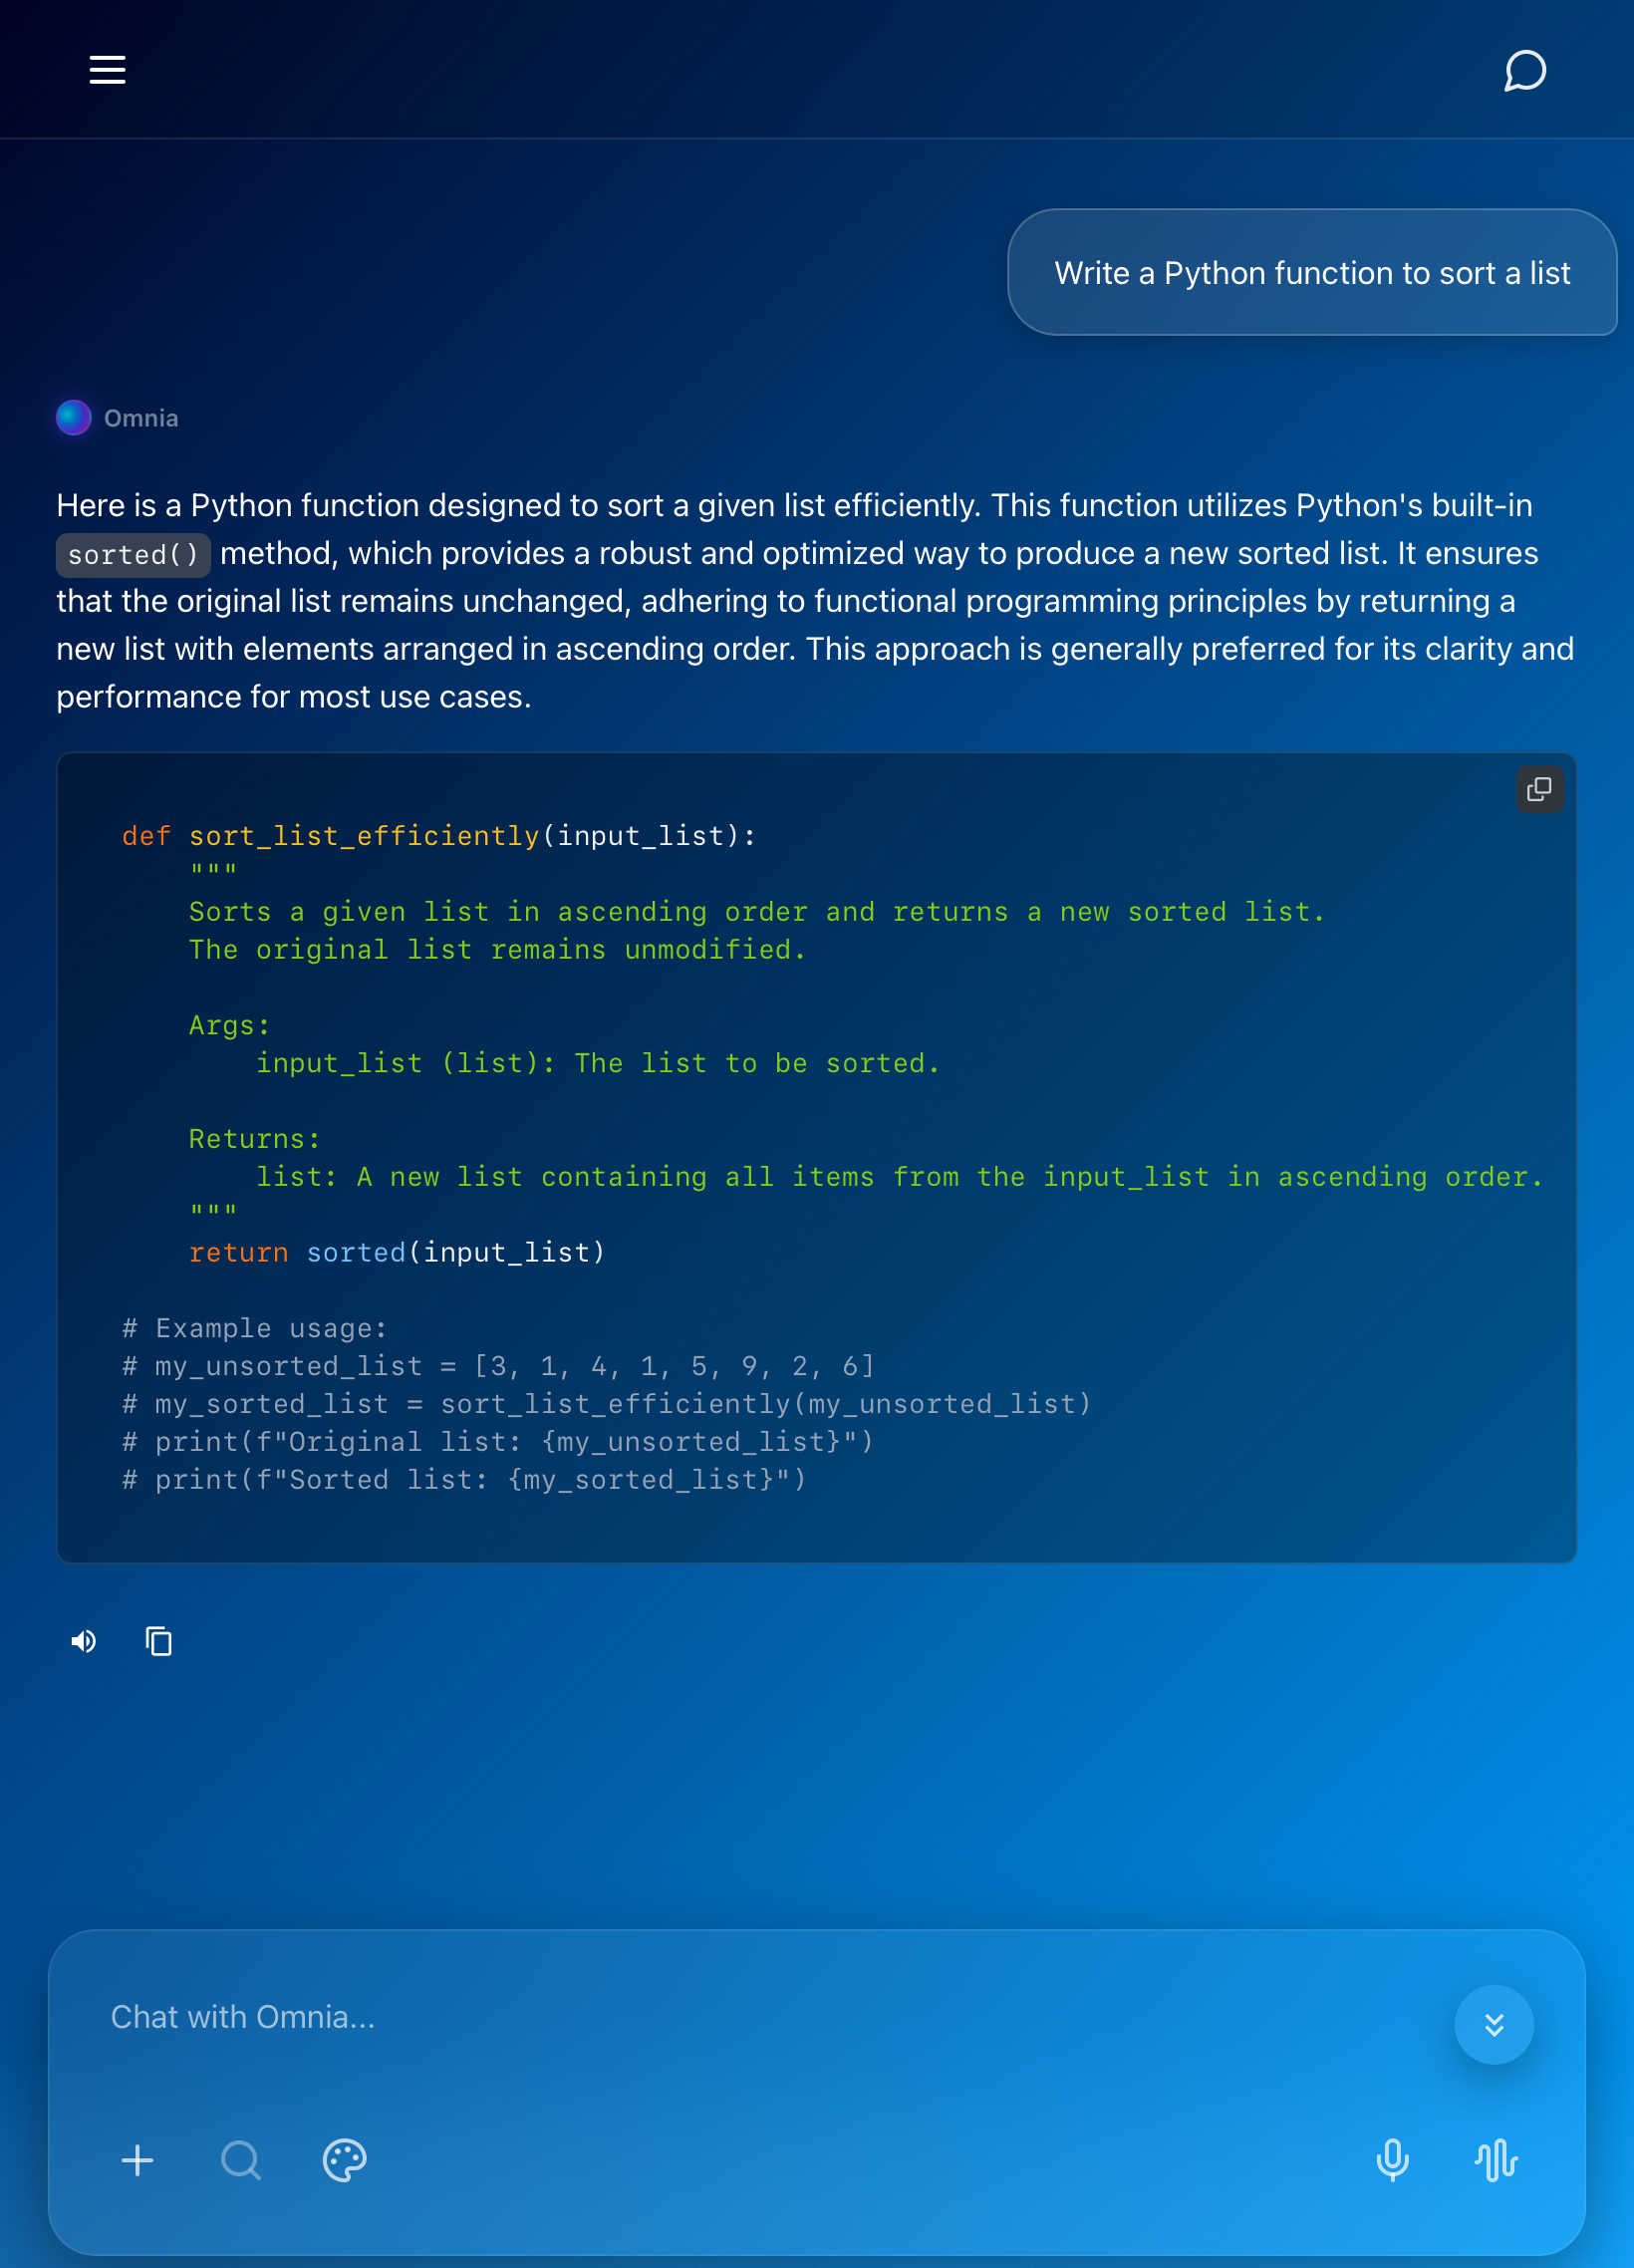 Write a Python function to sort a list
Omnia
Here is a Python function designed to sort a given list efficiently. This function utilizes Python's built-in
sorted() method, which provides a robust and optimized way to produce a new sorted list. It ensures
that the original list remains unchanged, adhering to functional programming principles by returning a
new list with elements arranged in ascending order. This approach is generally preferred for its clarity and
performance for most use cases.
def sort_list_efficiently(input_list):
    """
    Sorts a given list in ascending order and returns a new sorted list.
    The original list remains unmodified.

    Args:
        input_list (list): The list to be sorted.

    Returns:
        list: A new list containing all items from the input_list in ascending order.
    """
    return sorted(input_list)

# Example usage:
# my_unsorted_list = [3, 1, 4, 1, 5, 9, 2, 6]
# my_sorted_list = sort_list_efficiently(my_unsorted_list)
# print(f"Original list: {my_unsorted_list}")
# print(f"Sorted list: {my_sorted_list}")
Chat with Omnia...